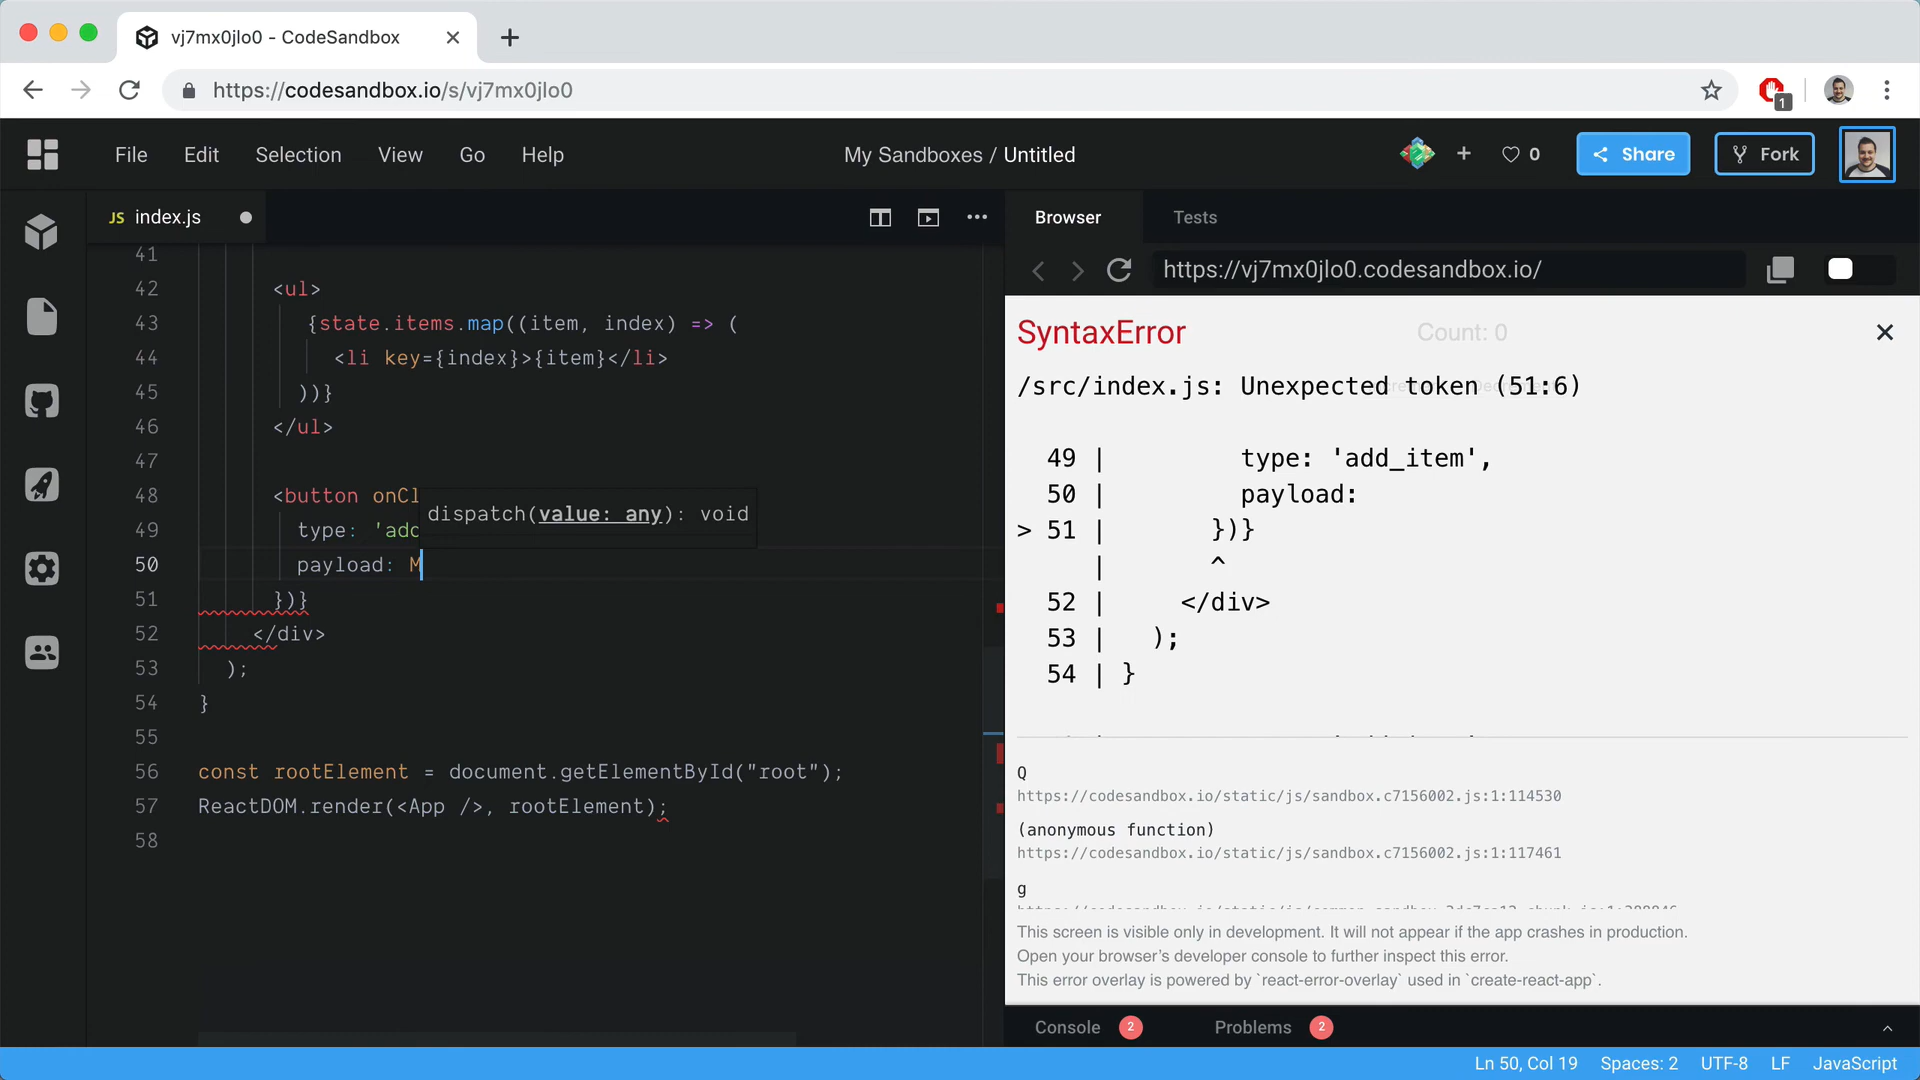 vj7mx0jlo0 - CodeSandbox
https://codesandbox.io/s/vj7mx0jlo0
1
File Edit Selection View Go Help
My Sandboxes / Untitled
0
Share
Fork
JS index.js
41
42 <ul>
43 {state.items.map((item, index) => (
44 <li key={index}>{item}</li>
45 ))}
46 </ul>
47
48 <button onCl
dispatch(value: any): void
49 type: 'add
50 payload: M
51 })}
52 </div>
53 );
54 }
55
56 const rootElement = document.getElementById("root");
57 ReactDOM.render(<App />, rootElement);
58
Browser Tests
https://vj7mx0jlo0.codesandbox.io/
SyntaxError
Count: 0
/src/index.js: Unexpected token (51:6)
49 | type: 'add_item',
50 | payload:
> 51 | })}
| ^
52 | </div>
53 | );
54 | }
Q
https://codesandbox.io/static/js/sandbox.c7156002.js:1:114530
(anonymous function)
https://codesandbox.io/static/js/sandbox.c7156002.js:1:117461
g
This screen is visible only in development. It will not appear if the app crashes in production.
Open your browser’s developer console to further inspect this error.
This error overlay is powered by `react-error-overlay` used in `create-react-app`.
Console 2 Problems 2
Ln 50, Col 19 Spaces: 2 UTF-8 LF JavaScript